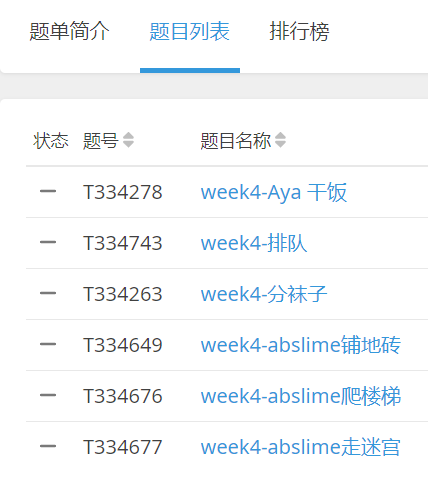 题单简介 题目列表 排行榜
状态 题号 题目名称
— T334278 week4-Aya 干饭
— T334743 week4-排队
— T334263 week4-分袜子
— T334649 week4-abslime铺地砖
— T334676 week4-abslime爬楼梯
— T334677 week4-abslime走迷宫